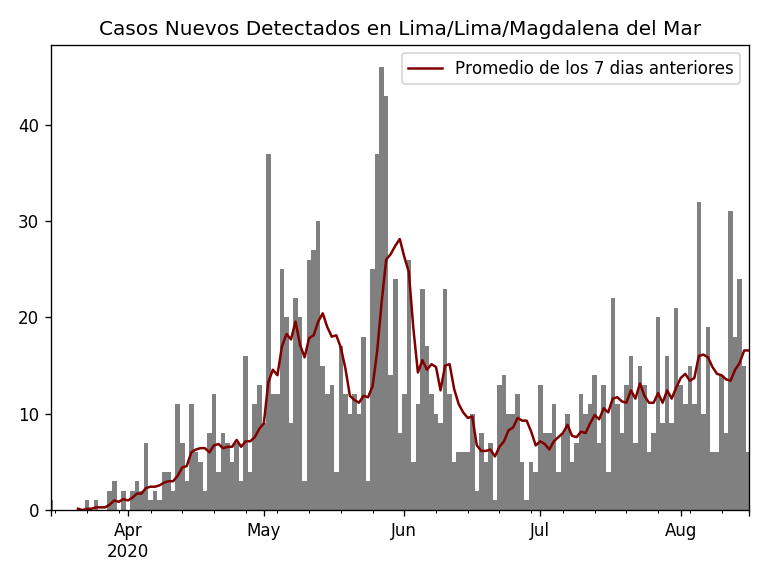 Casos Nuevos Detectados en Lima/Lima/Magdalena del Mar
Promedio de los 7 dias anteriores
40
30
20
10
0
Apr May Jun Jul Aug
2020